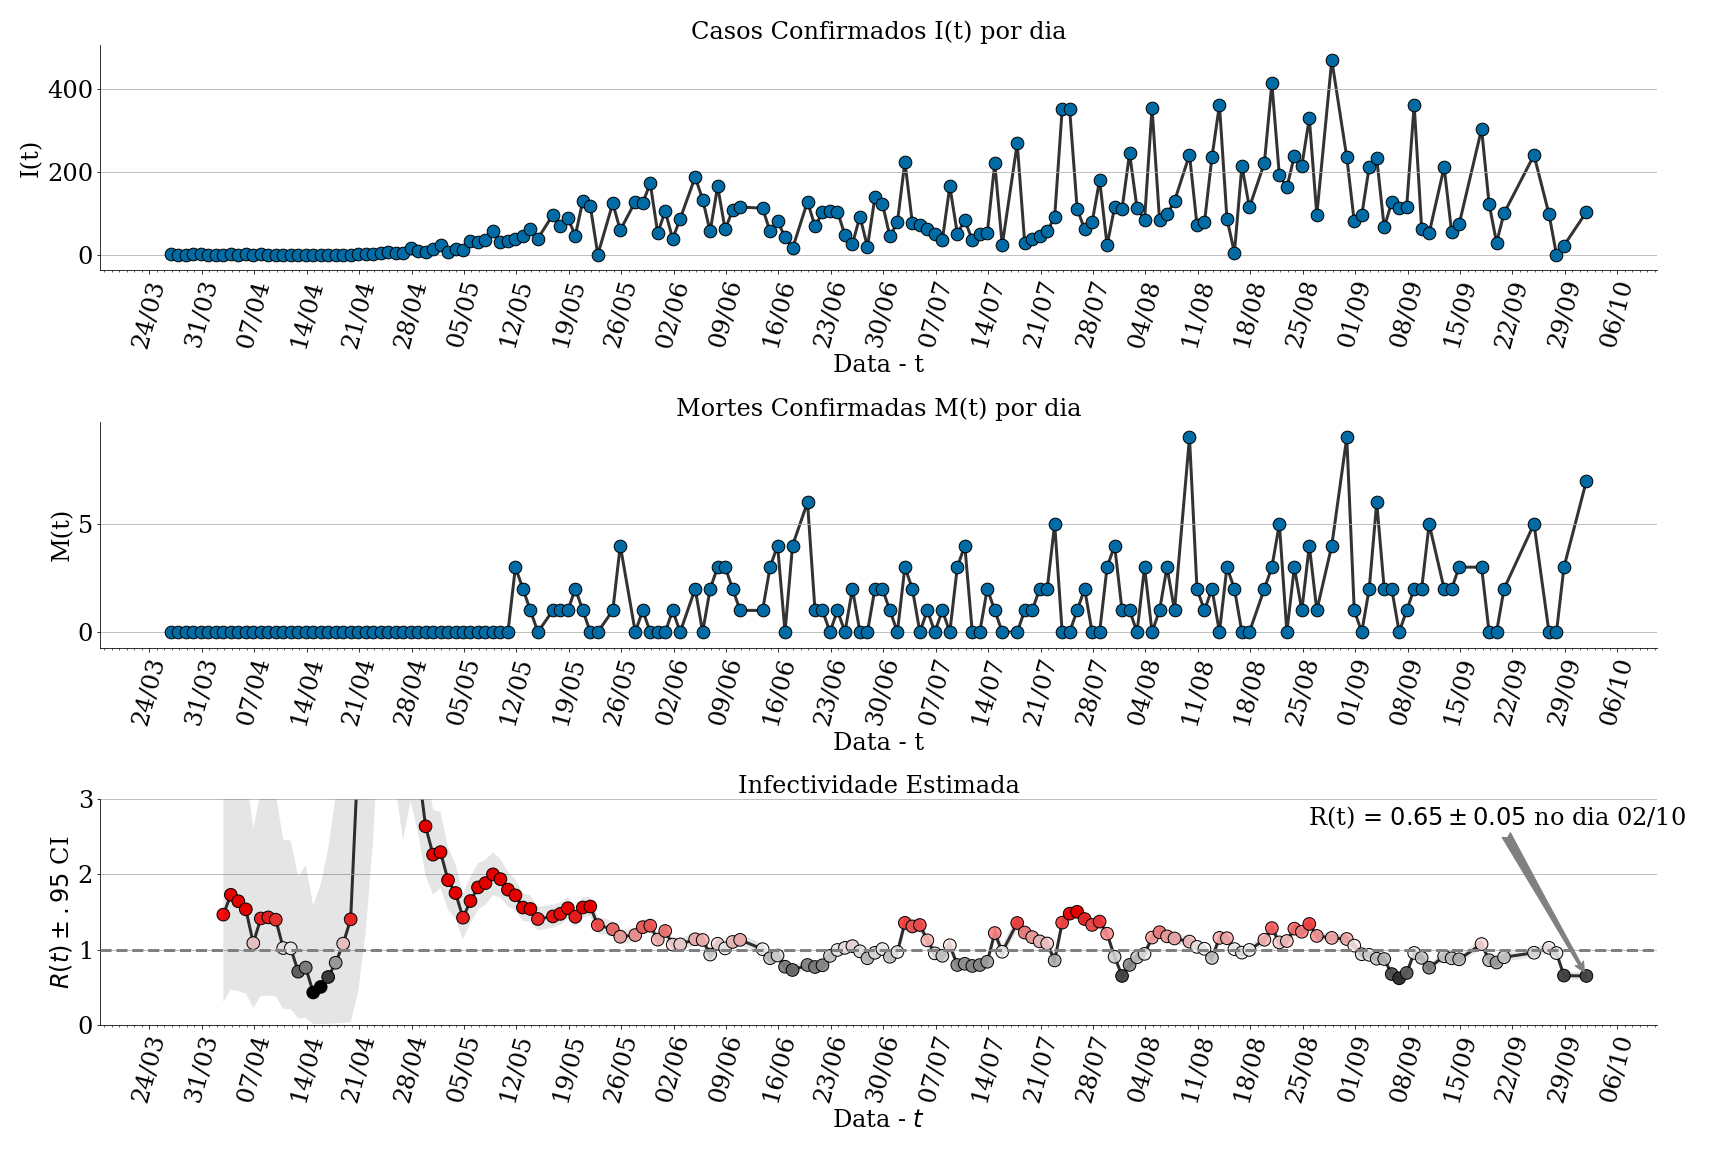 Casos Confirmados I(t) por dia
400
200
0
I(t)
24/03 31/03 07/04 14/04 21/04 28/04 05/05 12/05 19/05 26/05 02/06 09/06 16/06 23/06 30/06 07/07 14/07 21/07 28/07 04/08 11/08 18/08 25/08 01/09 08/09 15/09 22/09 29/09 06/10
Data - t
Mortes Confirmadas M(t) por dia
5
0
M(t)
24/03 31/03 07/04 14/04 21/04 28/04 05/05 12/05 19/05 26/05 02/06 09/06 16/06 23/06 30/06 07/07 14/07 21/07 28/07 04/08 11/08 18/08 25/08 01/09 08/09 15/09 22/09 29/09 06/10
Data - t
Infectividade Estimada
3
2
1
0
R(t) ± .95 CI
R(t) = 0.65 ± 0.05 no dia 02/10
24/03 31/03 07/04 14/04 21/04 28/04 05/05 12/05 19/05 26/05 02/06 09/06 16/06 23/06 30/06 07/07 14/07 21/07 28/07 04/08 11/08 18/08 25/08 01/09 08/09 15/09 22/09 29/09 06/10
Data - t